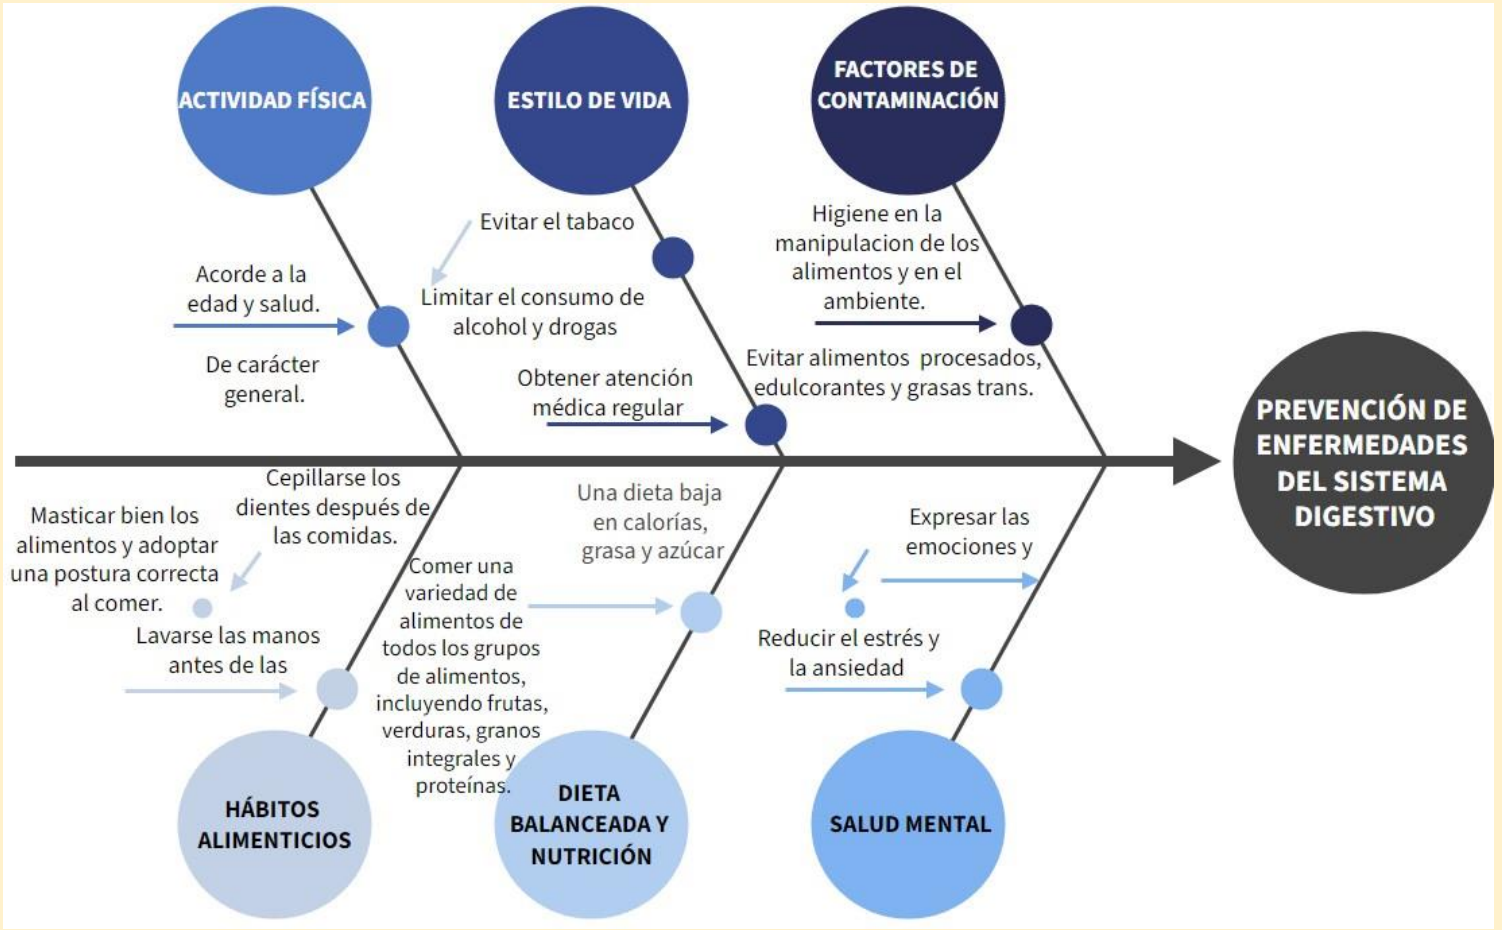 ACTIVIDAD FÍSICA
ESTILO DE VIDA
FACTORES DE
CONTAMINACIÓN
Acorde a la
edad y salud.
De carácter
general.
Evitar el tabaco
Limitar el consumo de
alcohol y drogas
Obtener atención
médica regular
Higiene en la
manipulacion de los
alimentos y en el
ambiente.
Evitar alimentos procesados,
edulcorantes y grasas trans.
PREVENCIÓN DE
ENFERMEDADES
DEL SISTEMA
DIGESTIVO
Cepillarse los
dientes después de
las comidas.
Masticar bien los
alimentos y adoptar
una postura correcta
al comer.
Lavarse las manos
antes de las
Una dieta baja
en calorías,
grasa y azúcar
Comer una
variedad de
alimentos de
todos los grupos
de alimentos,
incluyendo frutas,
verduras, granos
integrales y
proteínas.
Expresar las
emociones y
Reducir el estrés y
la ansiedad
HÁBITOS
ALIMENTICIOS
DIETA
BALANCEADA Y
NUTRICIÓN
SALUD MENTAL